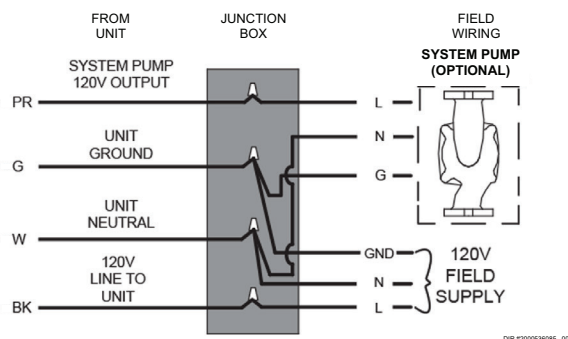 FROM
UNIT
JUNCTION
BOX
FIELD
WIRING
SYSTEM PUMP
(OPTIONAL)
SYSTEM PUMP
120V OUTPUT
PR
L
UNIT
GROUND
N
G
G
UNIT
NEUTRAL
W
GND
120V
FIELD
SUPPLY
120V
LINE TO
UNIT
N
BK
L